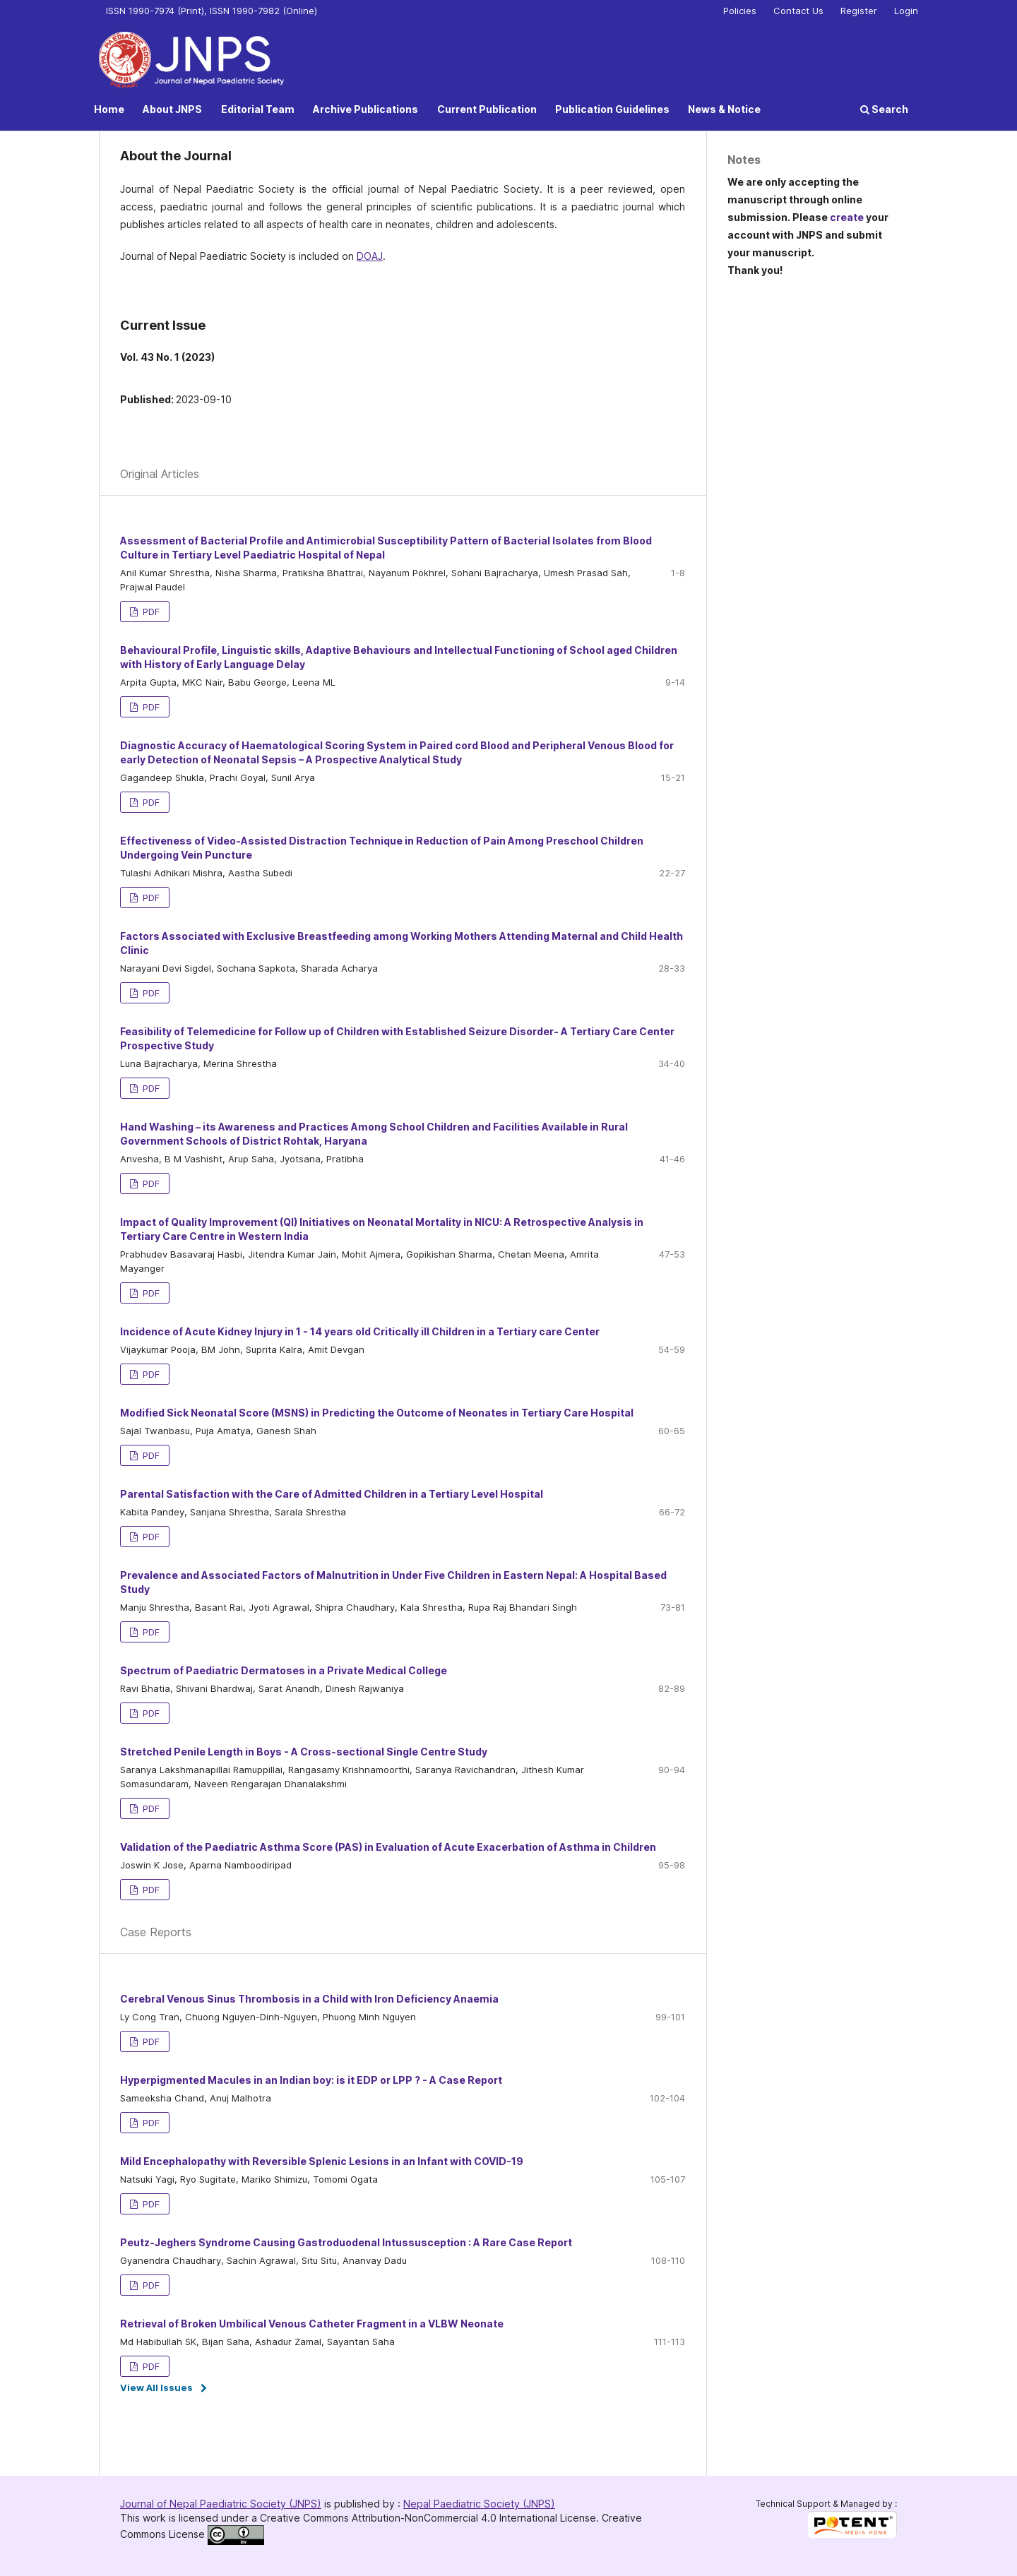 ISSN 1990-7974 (Print), ISSN 1990-7982 (Online)
Policies Contact Us Register Login
JNPS
Journal of Nepal Paediatric Society
Home About JNPS Editorial Team Archive Publications Current Publication Publication Guidelines News & Notice Search
About the Journal
Journal of Nepal Paediatric Society is the official journal of Nepal Paediatric Society. It is a peer reviewed, open
access, paediatric journal and follows the general principles of scientific publications. It is a paediatric journal which
publishes articles related to all aspects of health care in neonates, children and adolescents.
Journal of Nepal Paediatric Society is included on DOAJ.
Notes
We are only accepting the
manuscript through online
submission. Please create your
account with JNPS and submit
your manuscript.
Thank you!
Current Issue
Vol. 43 No. 1 (2023)
Published: 2023-09-10
Original Articles
Assessment of Bacterial Profile and Antimicrobial Susceptibility Pattern of Bacterial Isolates from Blood
Culture in Tertiary Level Paediatric Hospital of Nepal
Anil Kumar Shrestha, Nisha Sharma, Pratiksha Bhattrai, Nayanum Pokhrel, Sohani Bajracharya, Umesh Prasad Sah, 1-8
Prajwal Paudel
PDF
Behavioural Profile, Linguistic skills, Adaptive Behaviours and Intellectual Functioning of School aged Children
with History of Early Language Delay
Arpita Gupta, MKC Nair, Babu George, Leena ML 9-14
PDF
Diagnostic Accuracy of Haematological Scoring System in Paired cord Blood and Peripheral Venous Blood for
early Detection of Neonatal Sepsis – A Prospective Analytical Study
Gagandeep Shukla, Prachi Goyal, Sunil Arya 15-21
PDF
Effectiveness of Video-Assisted Distraction Technique in Reduction of Pain Among Preschool Children
Undergoing Vein Puncture
Tulashi Adhikari Mishra, Aastha Subedi 22-27
PDF
Factors Associated with Exclusive Breastfeeding among Working Mothers Attending Maternal and Child Health
Clinic
Narayani Devi Sigdel, Sochana Sapkota, Sharada Acharya 28-33
PDF
Feasibility of Telemedicine for Follow up of Children with Established Seizure Disorder- A Tertiary Care Center
Prospective Study
Luna Bajracharya, Merina Shrestha 34-40
PDF
Hand Washing – its Awareness and Practices Among School Children and Facilities Available in Rural
Government Schools of District Rohtak, Haryana
Anvesha, B M Vashisht, Arup Saha, Jyotsana, Pratibha 41-46
PDF
Impact of Quality Improvement (QI) Initiatives on Neonatal Mortality in NICU: A Retrospective Analysis in
Tertiary Care Centre in Western India
Prabhudev Basavaraj Hasbi, Jitendra Kumar Jain, Mohit Ajmera, Gopikishan Sharma, Chetan Meena, Amrita 47-53
Mayanger
PDF
Incidence of Acute Kidney Injury in 1 - 14 years old Critically ill Children in a Tertiary care Center
Vijaykumar Pooja, BM John, Suprita Kalra, Amit Devgan 54-59
PDF
Modified Sick Neonatal Score (MSNS) in Predicting the Outcome of Neonates in Tertiary Care Hospital
Sajal Twanbasu, Puja Amatya, Ganesh Shah 60-65
PDF
Parental Satisfaction with the Care of Admitted Children in a Tertiary Level Hospital
Kabita Pandey, Sanjana Shrestha, Sarala Shrestha 66-72
PDF
Prevalence and Associated Factors of Malnutrition in Under Five Children in Eastern Nepal: A Hospital Based
Study
Manju Shrestha, Basant Rai, Jyoti Agrawal, Shipra Chaudhary, Kala Shrestha, Rupa Raj Bhandari Singh 73-81
PDF
Spectrum of Paediatric Dermatoses in a Private Medical College
Ravi Bhatia, Shivani Bhardwaj, Sarat Anandh, Dinesh Rajwaniya 82-89
PDF
Stretched Penile Length in Boys - A Cross-sectional Single Centre Study
Saranya Lakshmanapillai Ramuppillai, Rangasamy Krishnamoorthi, Saranya Ravichandran, Jithesh Kumar 90-94
Somasundaram, Naveen Rengarajan Dhanalakshmi
PDF
Validation of the Paediatric Asthma Score (PAS) in Evaluation of Acute Exacerbation of Asthma in Children
Joswin K Jose, Aparna Namboodiripad 95-98
PDF
Case Reports
Cerebral Venous Sinus Thrombosis in a Child with Iron Deficiency Anaemia
Ly Cong Tran, Chuong Nguyen-Dinh-Nguyen, Phuong Minh Nguyen 99-101
PDF
Hyperpigmented Macules in an Indian boy: is it EDP or LPP ? - A Case Report
Sameeksha Chand, Anuj Malhotra 102-104
PDF
Mild Encephalopathy with Reversible Splenic Lesions in an Infant with COVID-19
Natsuki Yagi, Ryo Sugitate, Mariko Shimizu, Tomomi Ogata 105-107
PDF
Peutz-Jeghers Syndrome Causing Gastroduodenal Intussusception : A Rare Case Report
Gyanendra Chaudhary, Sachin Agrawal, Situ Situ, Ananvay Dadu 108-110
PDF
Retrieval of Broken Umbilical Venous Catheter Fragment in a VLBW Neonate
Md Habibullah SK, Bijan Saha, Ashadur Zamal, Sayantan Saha 111-113
PDF
View All Issues
Journal of Nepal Paediatric Society (JNPS) is published by : Nepal Paediatric Society (JNPS)
This work is licensed under a Creative Commons Attribution-NonCommercial 4.0 International License. Creative
Commons License
CC BY
Technical Support & Managed by :
POTENT
MEDIA HOME